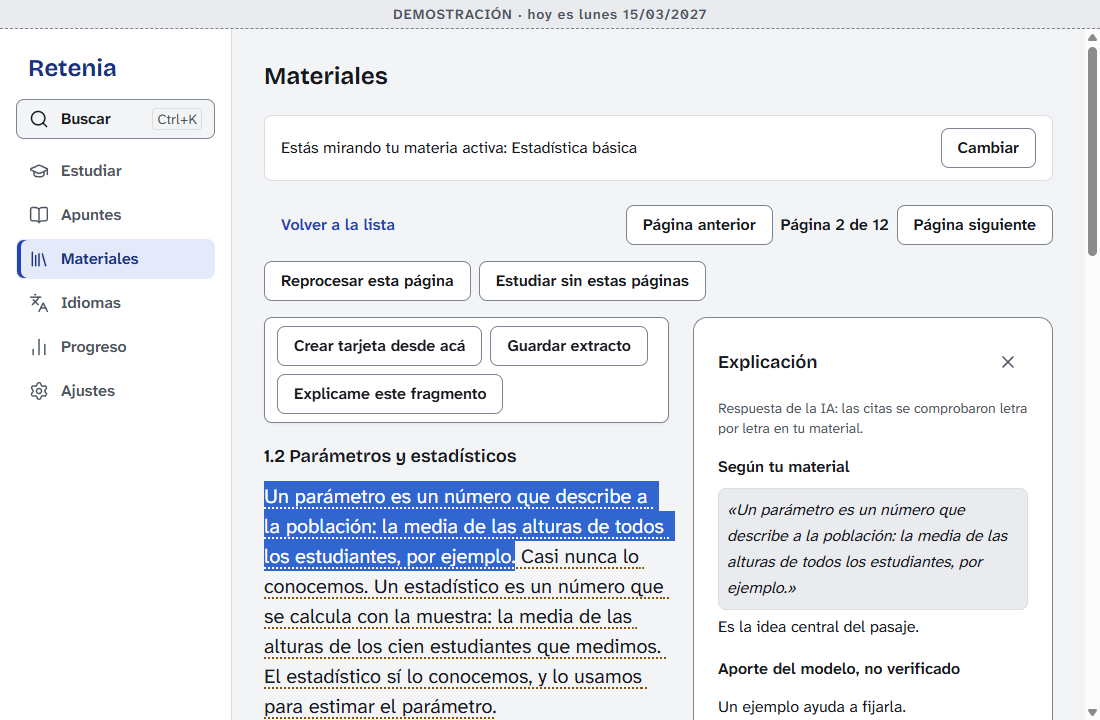 DEMOSTRACIÓN · hoy es lunes 15/03/2027
Retenia
Buscar Ctrl+K
Estudiar
Apuntes
Materiales
Idiomas
Progreso
Ajustes
Materiales
Estás mirando tu materia activa: Estadística básica
Cambiar
Volver a la lista
Página anterior
Página 2 de 12
Página siguiente
Reprocesar esta página
Estudiar sin estas páginas
Crear tarjeta desde acá
Guardar extracto
Explicame este fragmento
1.2 Parámetros y estadísticos
Un parámetro es un número que describe a
la población: la media de las alturas de todos
los estudiantes, por ejemplo. Casi nunca lo
conocemos. Un estadístico es un número que
se calcula con la muestra: la media de las
alturas de los cien estudiantes que medimos.
El estadístico sí lo conocemos, y lo usamos
para estimar el parámetro.
Explicación
Respuesta de la IA: las citas se comprobaron letra
por letra en tu material.
Según tu material
«Un parámetro es un número que
describe a la población: la media de las
alturas de todos los estudiantes, por
ejemplo.»
Es la idea central del pasaje.
Aporte del modelo, no verificado
Un ejemplo ayuda a fijarla.